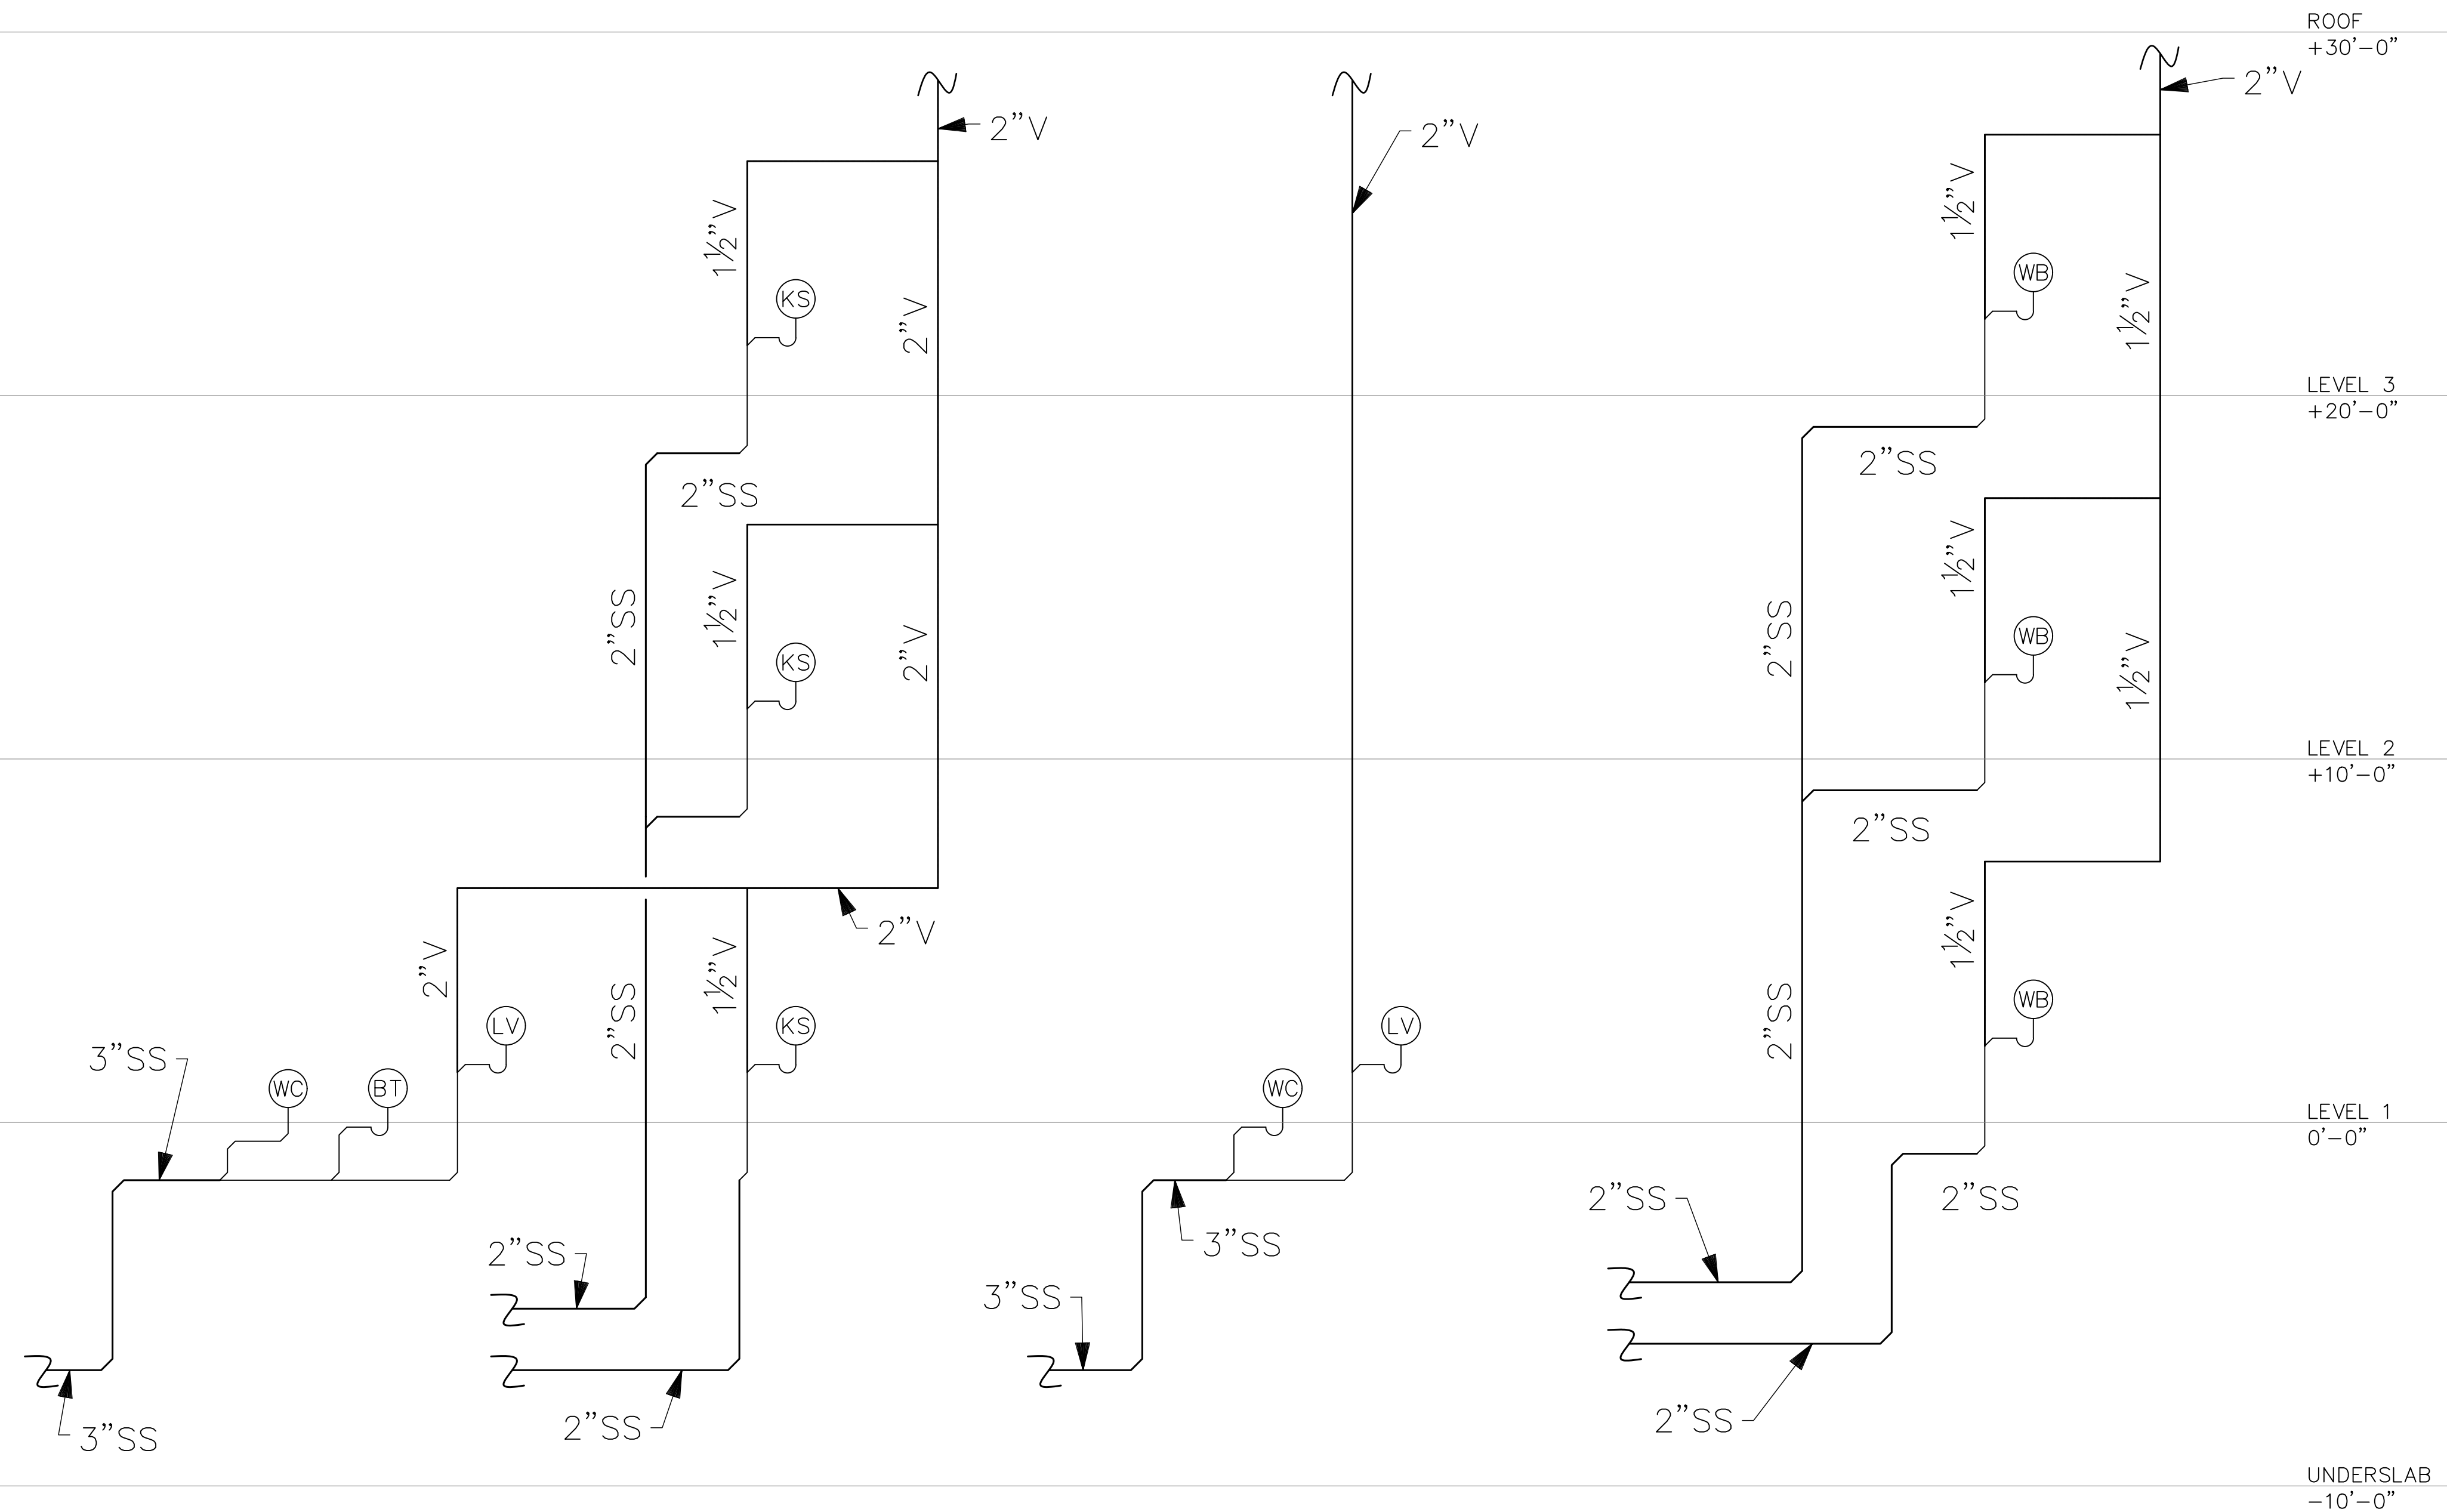 ROOF
+30'-0"
2"V
2"V
2"V
1½"V
1½"V
KS
WB
2"V
1½"V
LEVEL 3
+20'-0"
2"SS
2"SS
1½"V
1½"V
2"SS
2"SS
2"V
1½"V
KS
WB
LEVEL 2
+10'-0"
2"SS
2"V
2"V
1½"V
1½"V
2"SS
2"SS
LV
KS
LV
WB
3"SS
WC
BT
WC
LEVEL 1
0'-0"
2"SS
2"SS
2"SS
3"SS
3"SS
3"SS
2"SS
2"SS
UNDERSLAB
-10'-0"